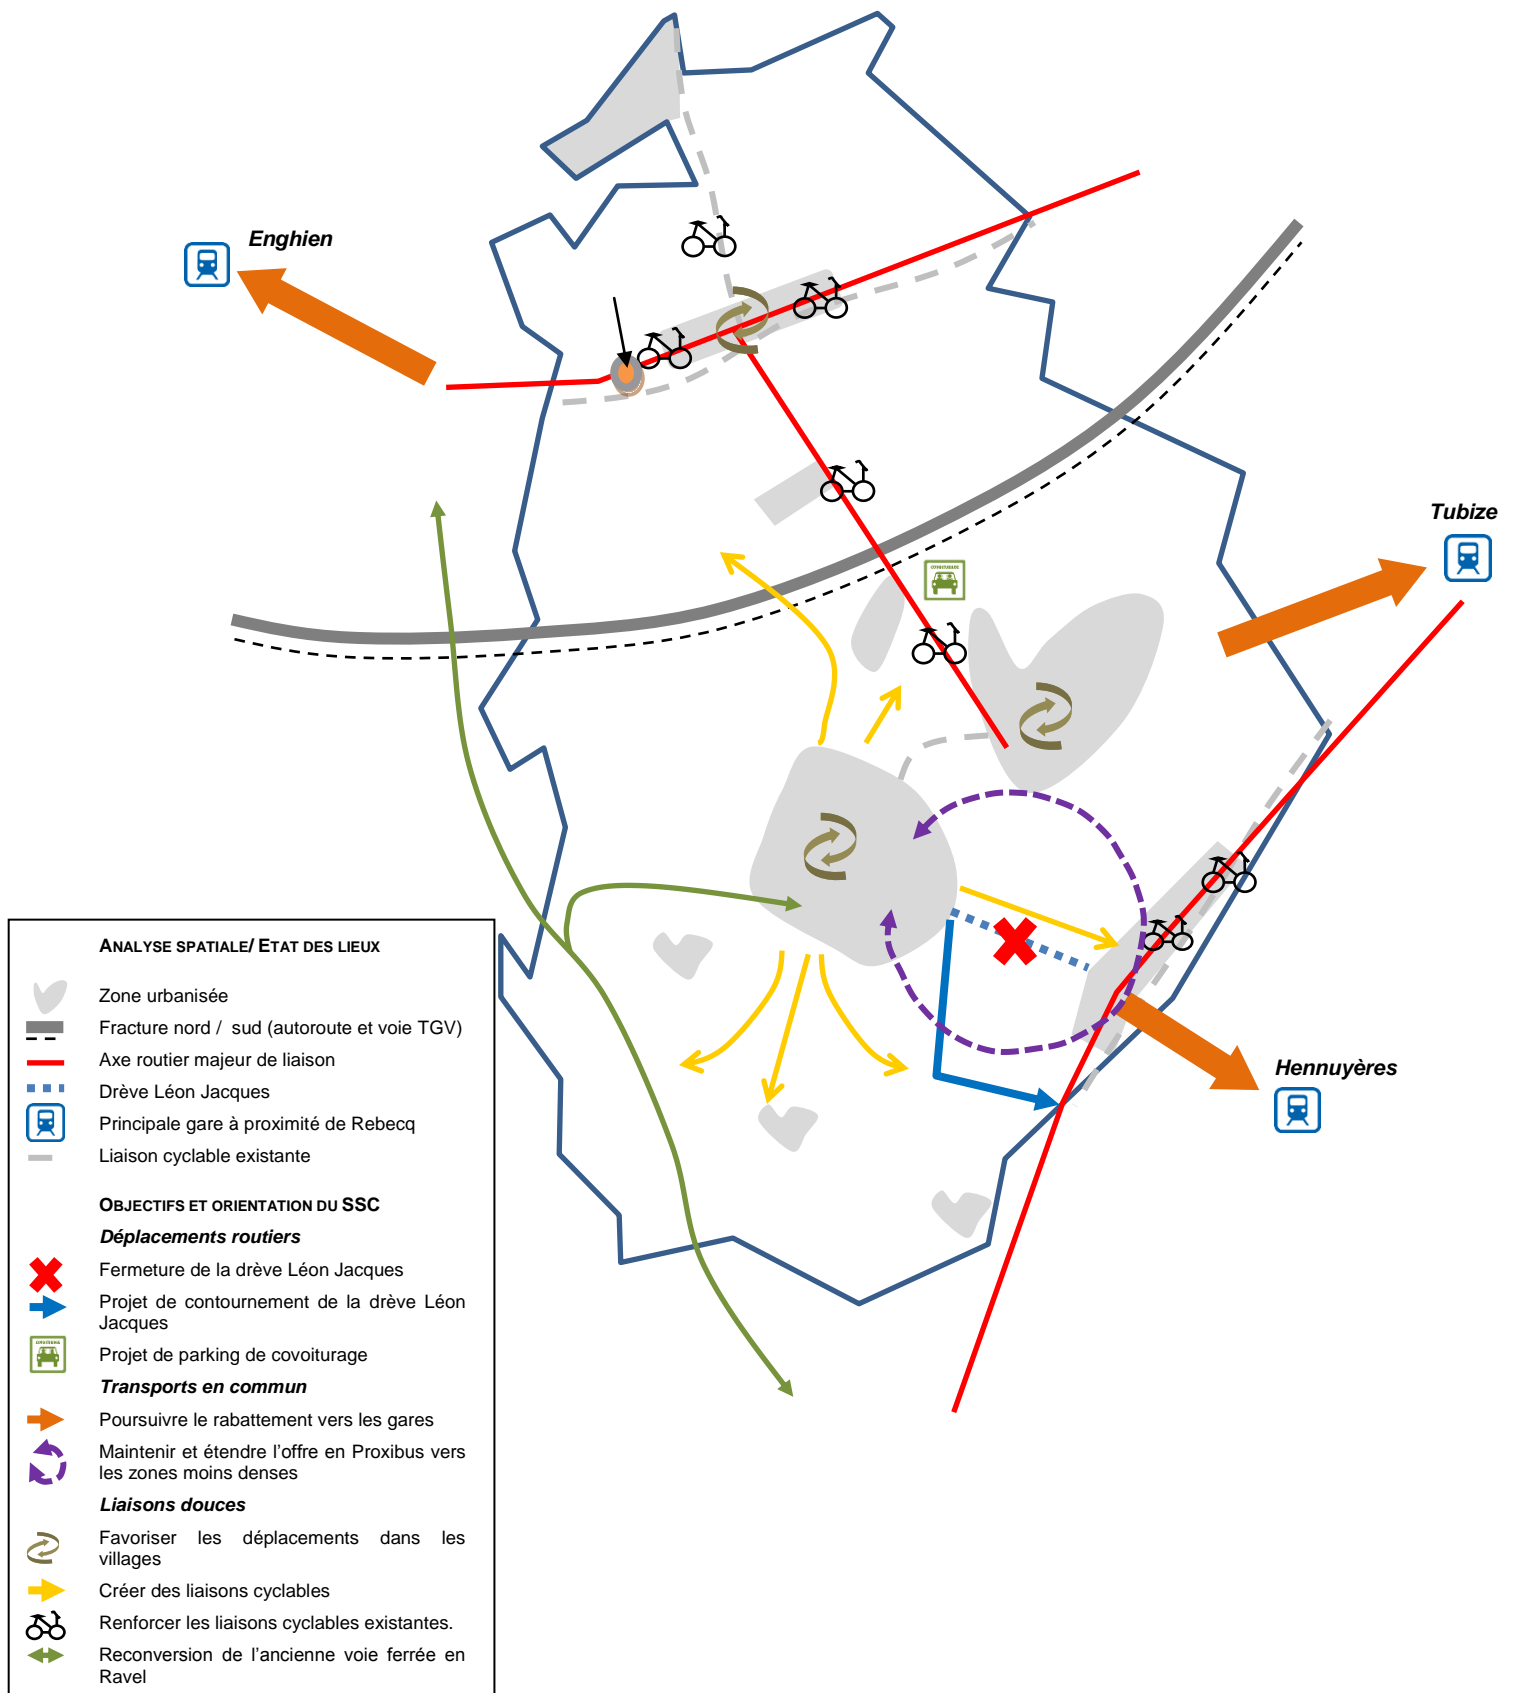 Enghien
Tubize
Hennuyères
ANALYSE SPATIALE/ ETAT DES LIEUX
Zone urbanisée
Fracture nord / sud (autoroute et voie TGV)
Axe routier majeur de liaison
Drève Léon Jacques
Principale gare à proximité de Rebecq
Liaison cyclable existante
OBJECTIFS ET ORIENTATION DU SSC
Déplacements routiers
Fermeture de la drève Léon Jacques
Projet de contournement de la drève Léon
Jacques
Projet de parking de covoiturage
Transports en commun
Poursuivre le rabattement vers les gares
Maintenir et étendre l’offre en Proxibus vers
les zones moins denses
Liaisons douces
Favoriser les déplacements dans les
villages
Créer des liaisons cyclables
Renforcer les liaisons cyclables existantes.
Reconversion de l’ancienne voie ferrée en
Ravel